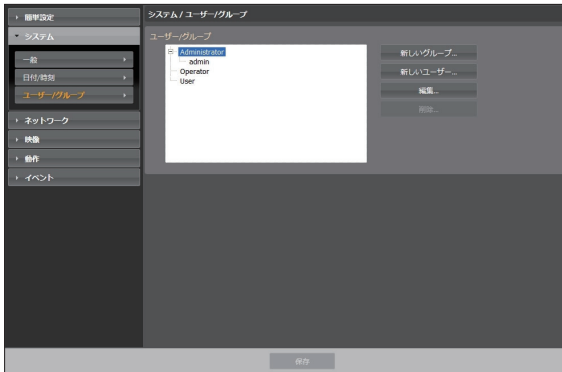 簡単設定
システム
一般
日付/時刻
ユーザー/グループ
ネットワーク
映像
動作
イベント
システム / ユーザー/グループ
ユーザー/グループ
Administrator
admin
Operator
User
新しいグループ...
新しいユーザー...
編集...
削除...
保存